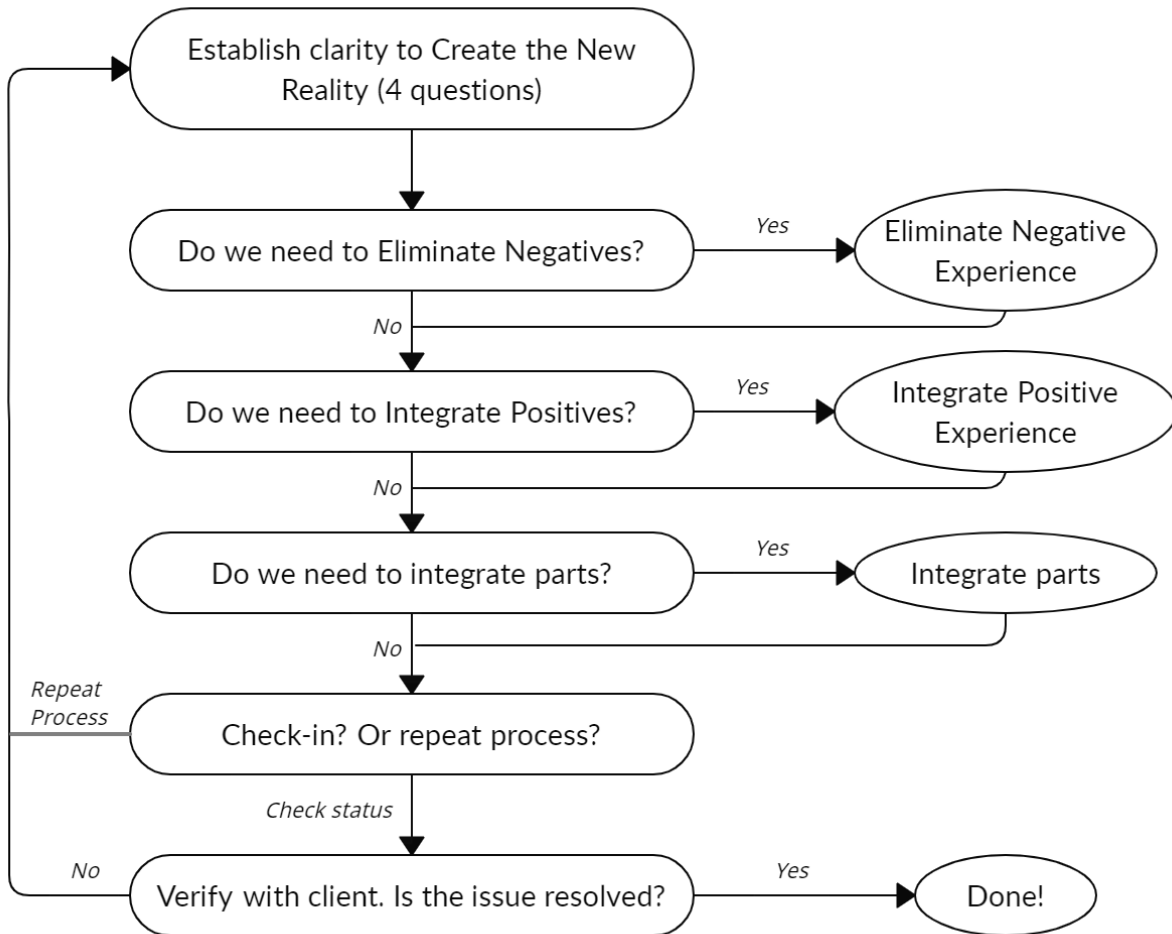 Establish clarity to Create the New
Reality (4 questions)
Do we need to Eliminate Negatives?
Yes
Eliminate Negative
Experience
No
Do we need to Integrate Positives?
Yes
Integrate Positive
Experience
No
Do we need to integrate parts?
Yes
Integrate parts
No
Repeat
Process
Check-in? Or repeat process?
Check status
No
Verify with client. Is the issue resolved?
Yes
Done!